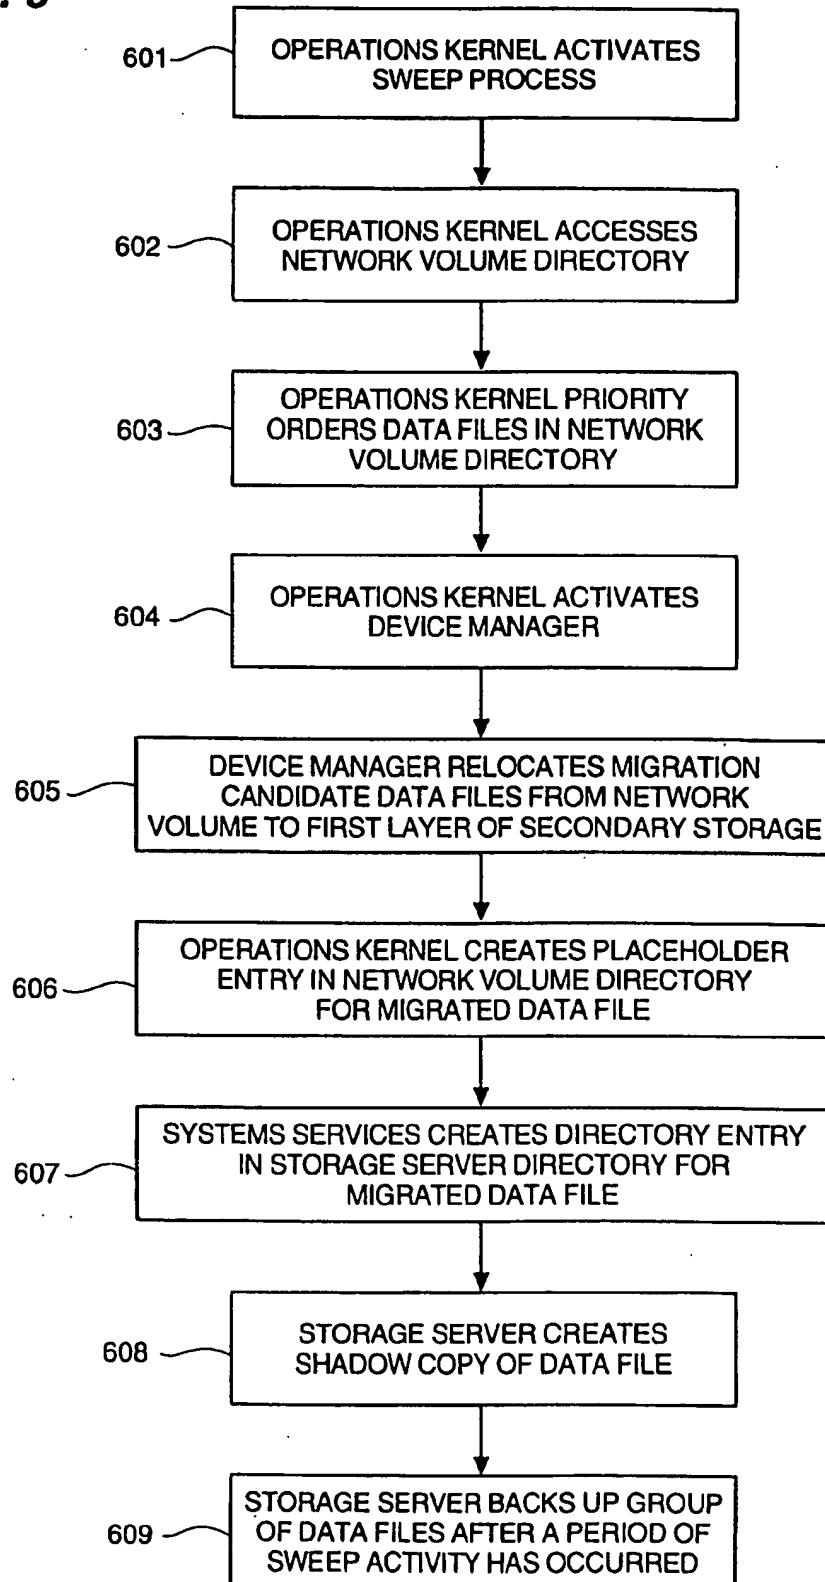 601
OPERATIONS KERNEL ACTIVATES
SWEEP PROCESS
602
OPERATIONS KERNEL ACCESSES
NETWORK VOLUME DIRECTORY
603
OPERATIONS KERNEL PRIORITY
ORDERS DATA FILES IN NETWORK
VOLUME DIRECTORY
604
OPERATIONS KERNEL ACTIVATES
DEVICE MANAGER
605
DEVICE MANAGER RELOCATES MIGRATION
CANDIDATE DATA FILES FROM NETWORK
VOLUME TO FIRST LAYER OF SECONDARY STORAGE
606
OPERATIONS KERNEL CREATES PLACEHOLDER
ENTRY IN NETWORK VOLUME DIRECTORY
FOR MIGRATED DATA FILE
607
SYSTEMS SERVICES CREATES DIRECTORY ENTRY
IN STORAGE SERVER DIRECTORY FOR
MIGRATED DATA FILE
608
STORAGE SERVER CREATES
SHADOW COPY OF DATA FILE
609
STORAGE SERVER BACKS UP GROUP
OF DATA FILES AFTER A PERIOD OF
SWEEP ACTIVITY HAS OCCURRED